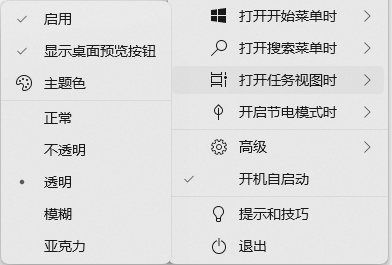 启用
显示桌面预览按钮
主题色
正常
不透明
透明
模糊
亚克力
打开开始菜单时
打开搜索菜单时
打开任务视图时
开启节电模式时
高级
开机自启动
提示和技巧
退出